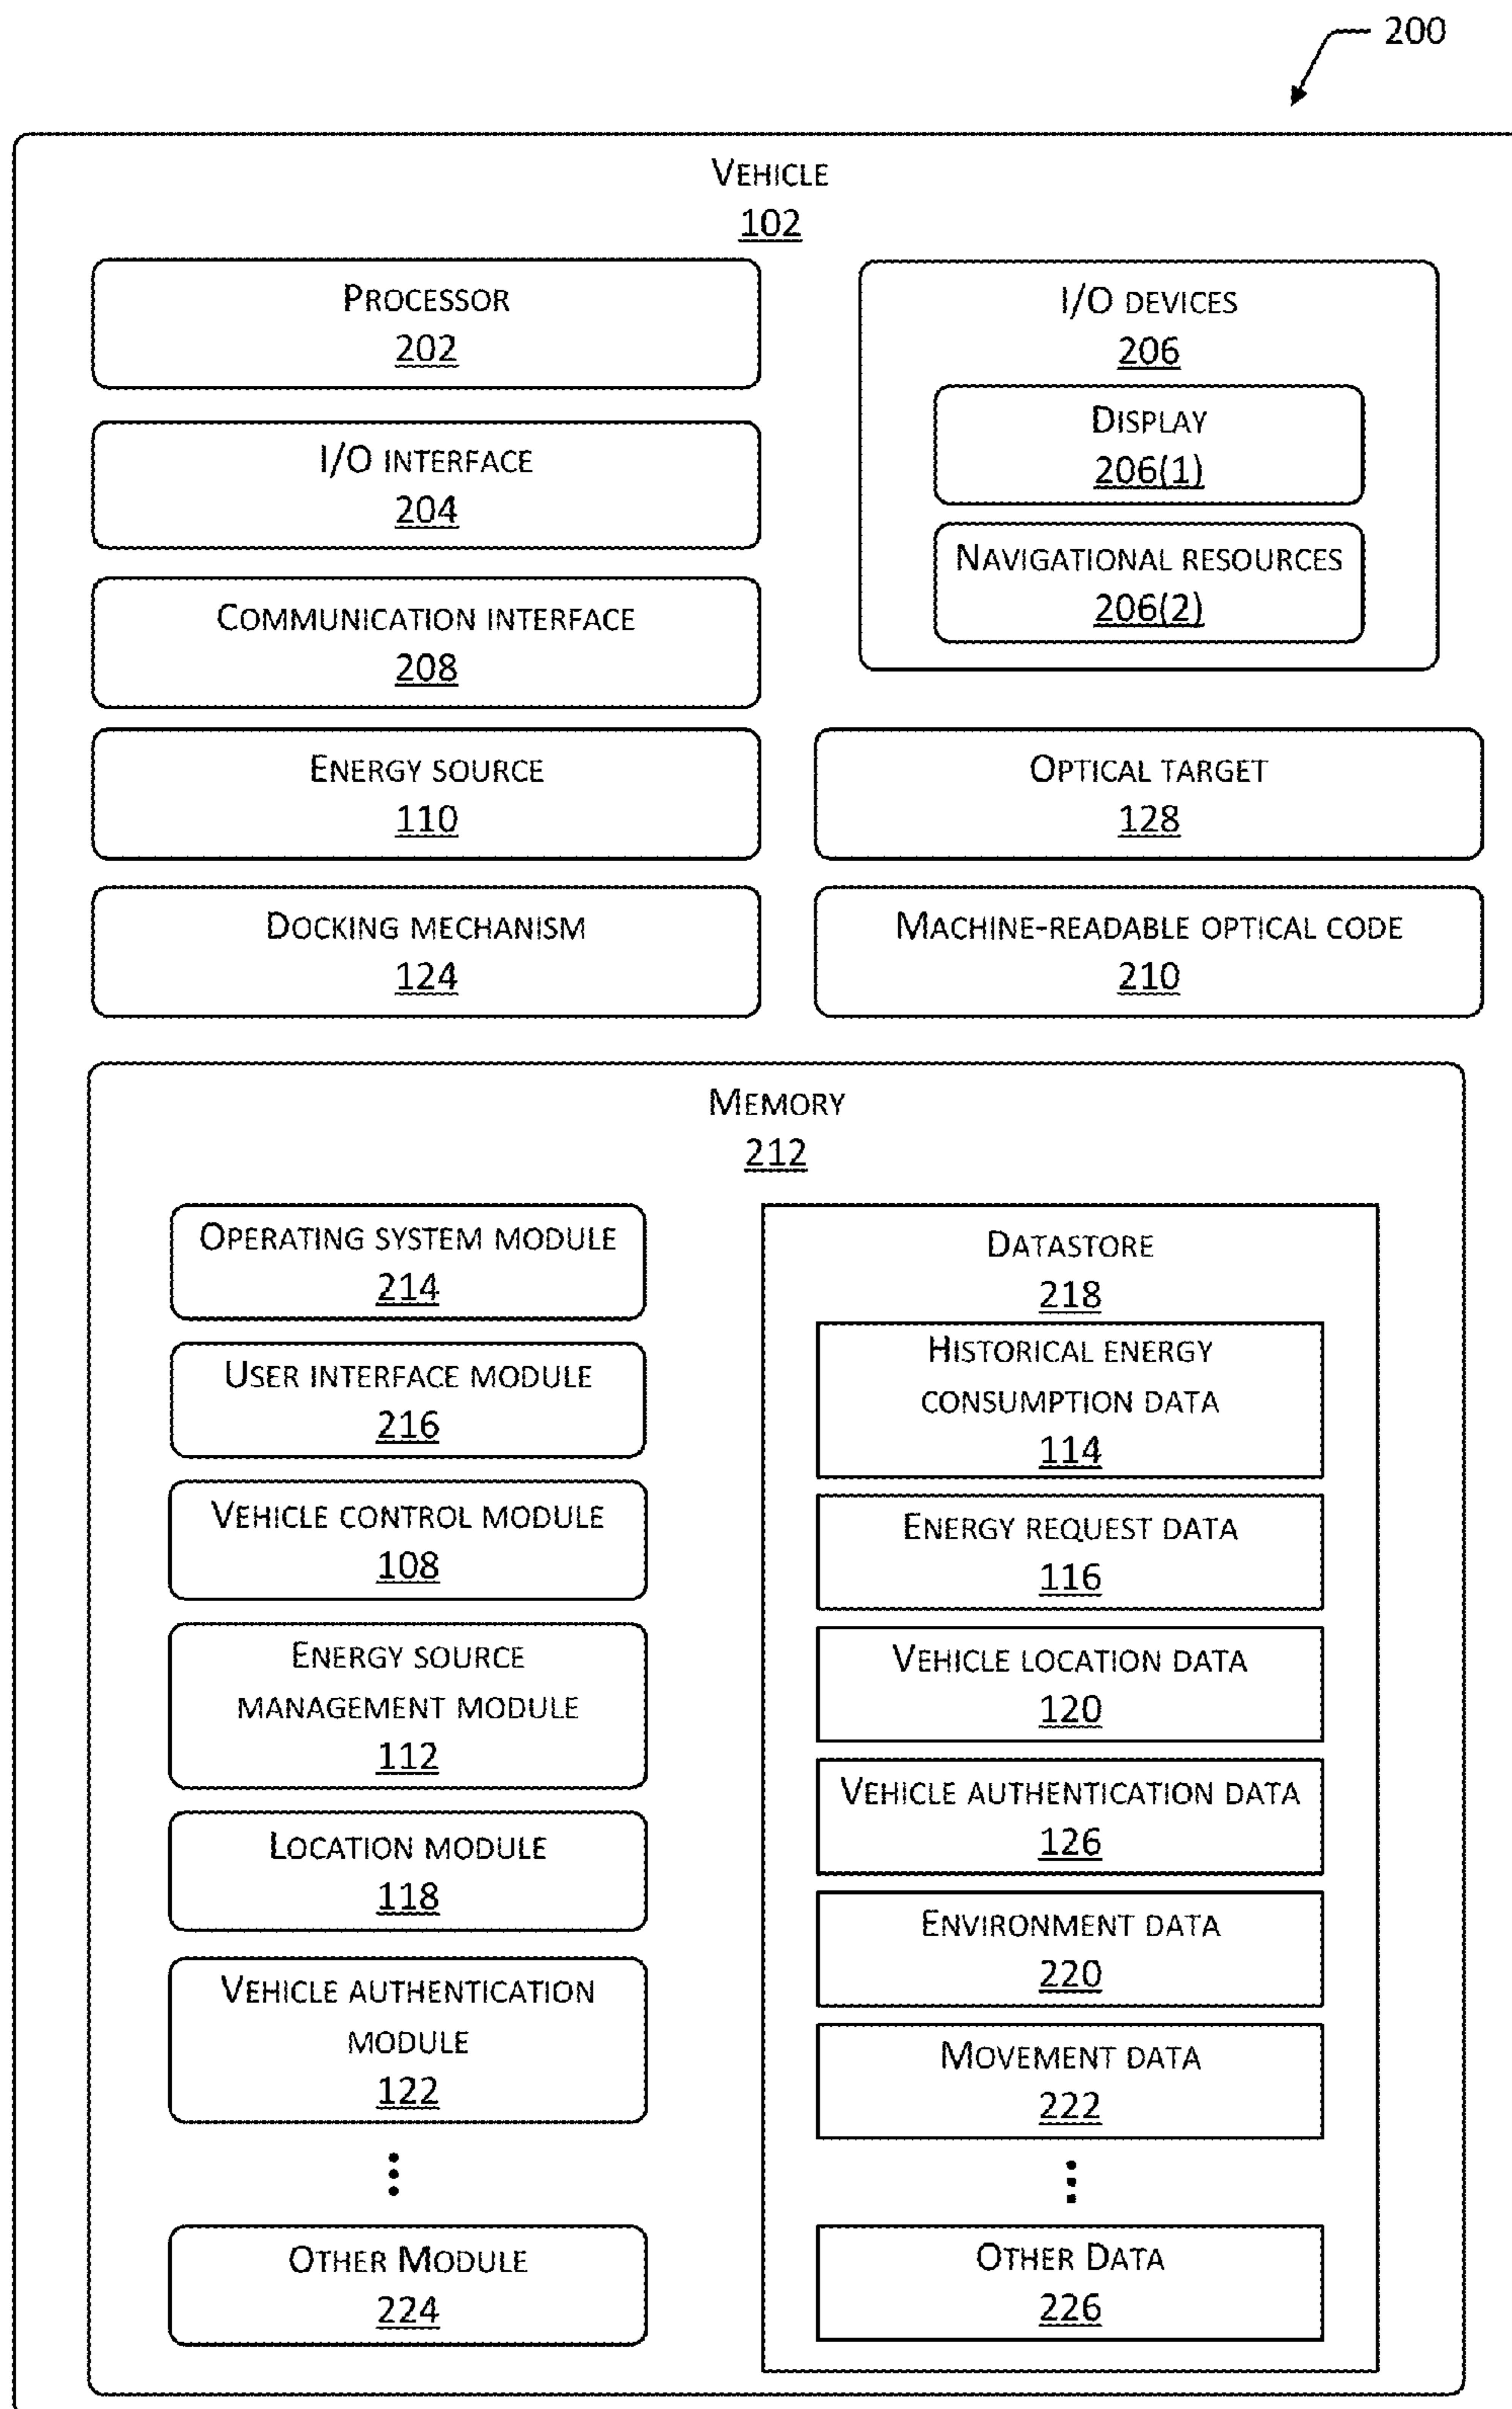 200
Vehicle
102
Processor
202
I/O interface
204
Communication interface
208
Energy source
110
Docking mechanism
124
I/O devices
206
Display
206(1)
Navigational resources
206(2)
Optical target
128
Machine-readable optical code
210
Memory
212
Operating system module
214
User interface module
216
Vehicle control module
108
Energy source
management module
112
Location module
118
Vehicle authentication
module
122
Other Module
224
Datastore
218
Historical energy
consumption data
114
Energy request data
116
Vehicle location data
120
Vehicle authentication data
126
Environment data
220
Movement data
222
Other Data
226